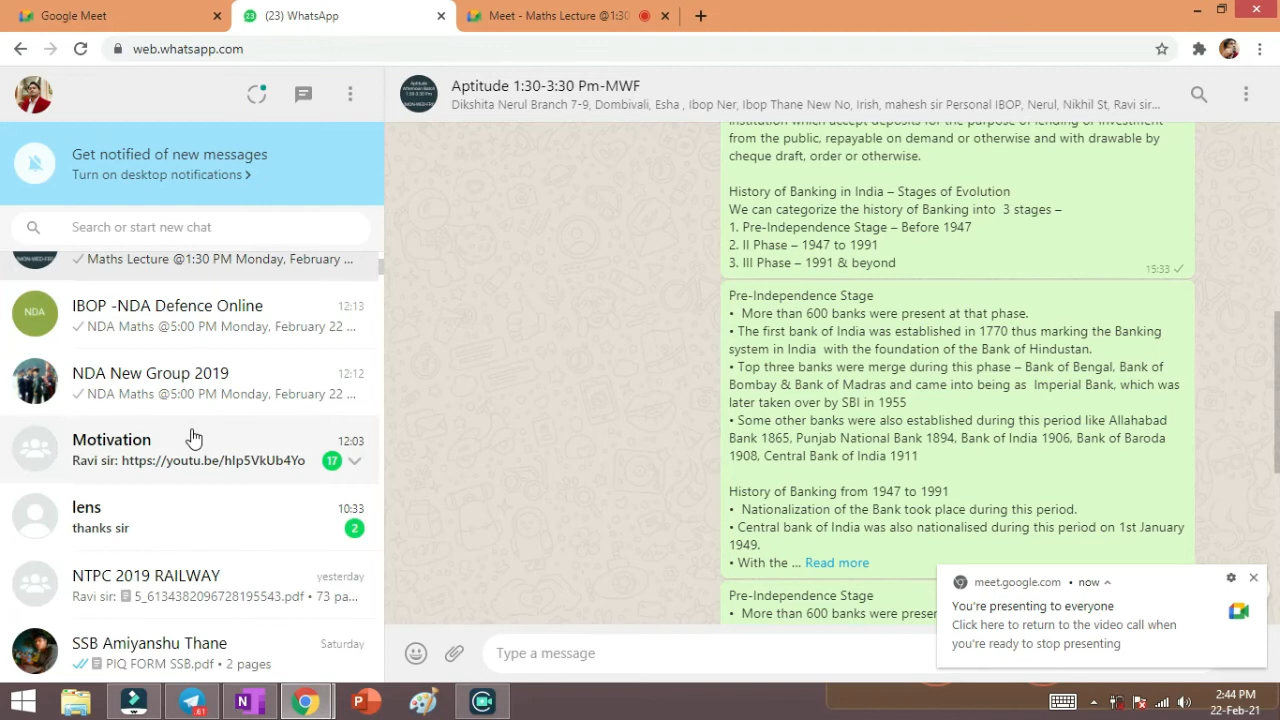 Google Meet
(23) WhatsApp
Meet - Maths Lecture @1:30
web.whatsapp.com
Aptitude 1:30-3:30 Pm-MWF
Dikshita Nerul Branch 7-9, Dombivali, Esha, Ibop Ner, Ibop Thane New No, Irish, mahesh sir Personal IBOP, Nerul, Nikhil St, Ravi sir...
Get notified of new messages
Turn on desktop notifications
Search or start new chat
Maths Lecture @1:30 PM Monday, February ...
IBOP -NDA Defence Online
12:13
NDA Maths @5:00 PM Monday, February 22 ...
NDA New Group 2019
12:12
NDA Maths @5:00 PM Monday, February 22 ...
Motivation
12:03
Ravi sir: https://youtu.be/hIp5VkUb4Yo
17
lens
10:33
thanks sir
2
NTPC 2019 RAILWAY
yesterday
Ravi sir: 5_6134382096728195543.pdf • 73 pa...
SSB Amiyanshu Thane
Saturday
PIQ FORM SSB.pdf • 2 pages
institution which accept deposits for the purpose of lending or investment
from the public, repayable on demand or otherwise and with drawable by
cheque draft, order or otherwise.
History of Banking in India – Stages of Evolution
We can categorize the history of Banking into 3 stages –
1. Pre-Independence Stage – Before 1947
2. II Phase – 1947 to 1991
3. III Phase – 1991 & beyond
15:33
Pre-Independence Stage
• More than 600 banks were present at that phase.
• The first bank of India was established in 1770 thus marking the Banking
system in India with the foundation of the Bank of Hindustan.
• Top three banks were merge during this phase – Bank of Bengal, Bank of
Bombay & Bank of Madras and came into being as Imperial Bank, which was
later taken over by SBI in 1955
• Some other banks were also established during this period like Allahabad
Bank 1865, Punjab National Bank 1894, Bank of India 1906, Bank of Baroda
1908, Central Bank of India 1911
History of Banking from 1947 to 1991
• Nationalization of the Bank took place during this period.
• Central bank of India was also nationalised during this period on 1st January
1949.
• With the ... Read more
Pre-Independence Stage
• More than 600 banks were presen
Type a message
meet.google.com • now
You're presenting to everyone
Click here to return to the video call when
you're ready to stop presenting
2:44 PM
22-Feb-21